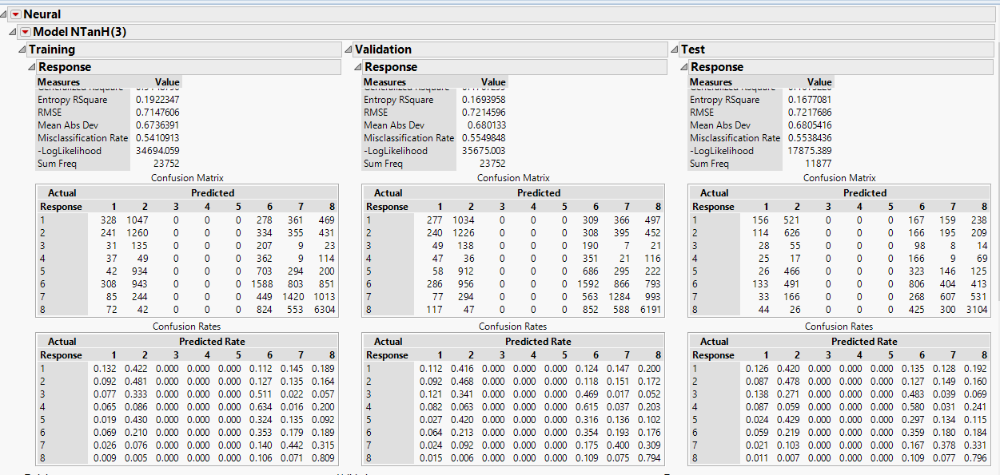 Neural
Model NTanH(3)
Training
Response
Measures Value
Entropy RSquare 0.1922347
RMSE 0.7147606
Mean Abs Dev 0.6736391
Misclassification Rate 0.5410913
-LogLikelihood 34694.059
Sum Freq 23752
Confusion Matrix
Actual Predicted
Response 1 2 3 4 5 6 7 8
1 328 1047 0 0 0 278 361 469
2 241 1260 0 0 0 334 355 431
3 31 135 0 0 0 207 9 23
4 37 49 0 0 0 362 9 114
5 42 934 0 0 0 703 294 200
6 308 943 0 0 0 1588 803 851
7 85 244 0 0 0 449 1420 1013
8 72 42 0 0 0 824 553 6304
Confusion Rates
Actual Predicted Rate
Response 1 2 3 4 5 6 7 8
1 0.132 0.422 0.000 0.000 0.000 0.112 0.145 0.189
2 0.092 0.481 0.000 0.000 0.000 0.127 0.135 0.164
3 0.077 0.333 0.000 0.000 0.000 0.511 0.022 0.057
4 0.065 0.086 0.000 0.000 0.000 0.634 0.016 0.200
5 0.019 0.430 0.000 0.000 0.000 0.324 0.135 0.092
6 0.069 0.210 0.000 0.000 0.000 0.353 0.179 0.189
7 0.026 0.076 0.000 0.000 0.000 0.140 0.442 0.315
8 0.009 0.005 0.000 0.000 0.000 0.106 0.071 0.809
Validation
Response
Measures Value
Entropy RSquare 0.1693958
RMSE 0.7214596
Mean Abs Dev 0.680133
Misclassification Rate 0.5549848
-LogLikelihood 35675.003
Sum Freq 23752
Confusion Matrix
Actual Predicted
Response 1 2 3 4 5 6 7 8
1 277 1034 0 0 0 309 366 497
2 240 1226 0 0 0 308 395 452
3 49 138 0 0 0 190 7 21
4 47 36 0 0 0 351 21 116
5 58 912 0 0 0 686 295 222
6 286 956 0 0 0 1592 866 793
7 77 294 0 0 0 563 1284 993
8 117 47 0 0 0 852 588 6191
Confusion Rates
Actual Predicted Rate
Response 1 2 3 4 5 6 7 8
1 0.112 0.416 0.000 0.000 0.000 0.124 0.147 0.200
2 0.092 0.468 0.000 0.000 0.000 0.118 0.151 0.172
3 0.121 0.341 0.000 0.000 0.000 0.469 0.017 0.052
4 0.082 0.063 0.000 0.000 0.000 0.615 0.037 0.203
5 0.027 0.420 0.000 0.000 0.000 0.316 0.136 0.102
6 0.064 0.213 0.000 0.000 0.000 0.354 0.193 0.176
7 0.024 0.092 0.000 0.000 0.000 0.175 0.400 0.309
8 0.015 0.006 0.000 0.000 0.000 0.109 0.075 0.794
Test
Response
Measures Value
Entropy RSquare 0.1677081
RMSE 0.7217686
Mean Abs Dev 0.6805416
Misclassification Rate 0.5538436
-LogLikelihood 17875.389
Sum Freq 11877
Confusion Matrix
Actual Predicted
Response 1 2 3 4 5 6 7 8
1 156 521 0 0 0 167 159 238
2 114 626 0 0 0 166 195 209
3 28 55 0 0 0 98 8 14
4 25 17 0 0 0 166 9 69
5 26 466 0 0 0 323 146 125
6 133 491 0 0 0 806 404 413
7 33 166 0 0 0 268 607 531
8 44 26 0 0 0 425 300 3104
Confusion Rates
Actual Predicted Rate
Response 1 2 3 4 5 6 7 8
1 0.126 0.420 0.000 0.000 0.000 0.135 0.128 0.192
2 0.087 0.478 0.000 0.000 0.000 0.127 0.149 0.160
3 0.138 0.271 0.000 0.000 0.000 0.483 0.039 0.069
4 0.087 0.059 0.000 0.000 0.000 0.580 0.031 0.241
5 0.024 0.429 0.000 0.000 0.000 0.297 0.134 0.115
6 0.059 0.219 0.000 0.000 0.000 0.359 0.180 0.184
7 0.021 0.103 0.000 0.000 0.000 0.167 0.378 0.331
8 0.011 0.007 0.000 0.000 0.000 0.109 0.077 0.796